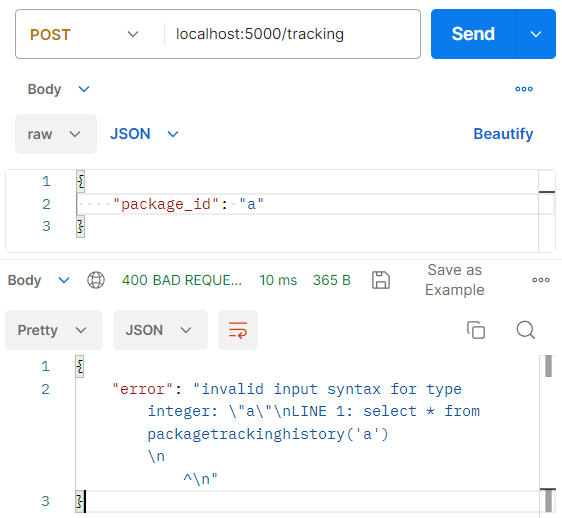 POST localhost:5000/tracking Send
Body
raw JSON Beautify
1 {
2 "package_id": "a"
3 }
Body 400 BAD REQUE... 10 ms 365 B Save as
Example
Pretty JSON
1 {
2 "error": "invalid input syntax for type
integer: \"a\"\nLINE 1: select * from
packagetrackinghistory('a')
\n
^\n"
3 }